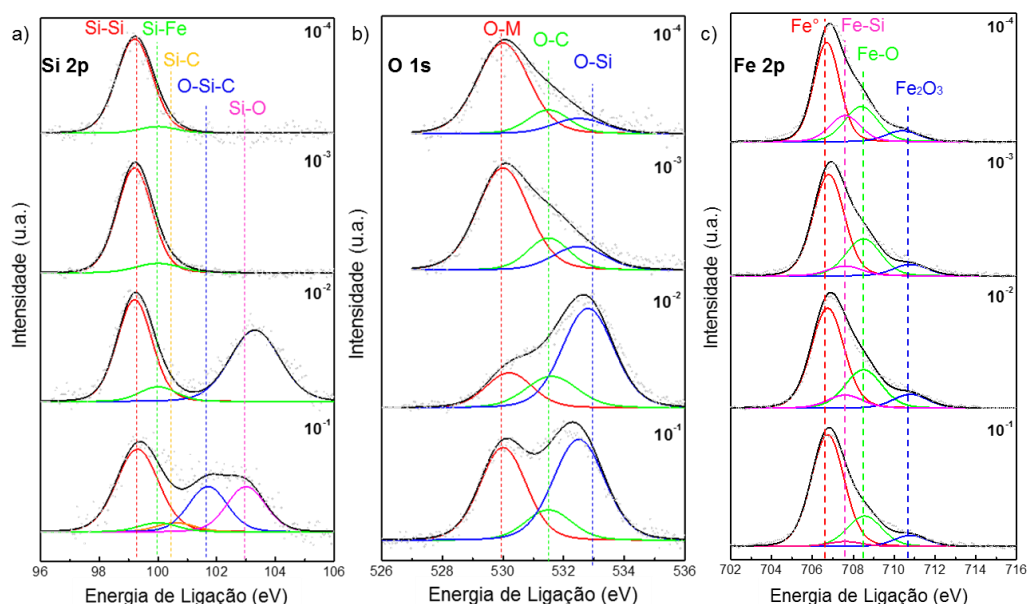 a)
Si 2p
Si-Si
Si-Fe
Si-C
O-Si-C
Si-O
10⁻⁴
10⁻³
10⁻²
10⁻¹
Intensidade (u.a.)
96 98 100 102 104 106
Energia de Ligação (eV)
b)
O 1s
O-M
O-C
O-Si
10⁻⁴
10⁻³
10⁻²
10⁻¹
Intensidade (u.a.)
526 528 530 532 534 536
Energia de Ligação (eV)
c)
Fe 2p
Fe°
Fe-Si
Fe-O
Fe₂O₃
10⁻⁴
10⁻³
10⁻²
10⁻¹
Intensidade (u.a.)
702 704 706 708 710 712 714 716
Energia de Ligação (eV)